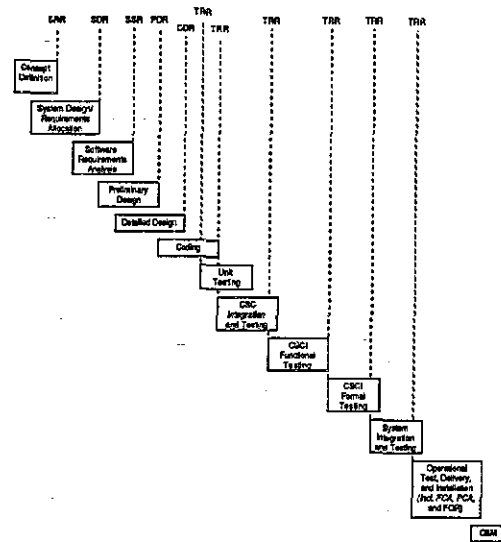 SRR SDR SSR PDR CDR TRR TRR TRR TRR TRR TRR
Concept
Definition
System Design/
Requirements
Allocation
Software
Requirements
Analysis
Preliminary
Design
Detailed Design
Coding
Unit
Testing
CSC
Integration
and Testing
CSCI
Functional
Testing
CSCI
Formal
Testing
System
Integration
and Testing
Operational
Test, Delivery,
and Installation
(Incl. FCA, PCA,
and FQR)
O&M